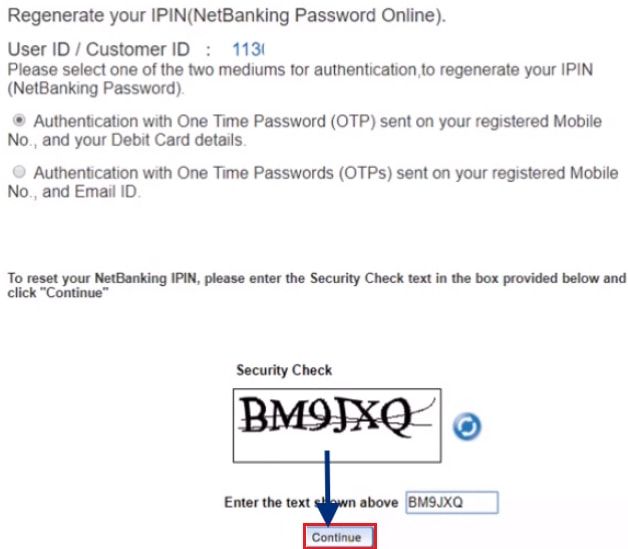 Regenerate your IPIN(NetBanking Password Online).
User ID / Customer ID : 113
Please select one of the two mediums for authentication,to regenerate your IPIN
(NetBanking Password).
Authentication with One Time Password (OTP) sent on your registered Mobile
No., and your Debit Card details.
Authentication with One Time Passwords (OTPs) sent on your registered Mobile
No., and Email ID.
To reset your NetBanking IPIN, please enter the Security Check text in the box provided below and
click "Continue"
Security Check
BM9JXQ
Enter the text shown above BM9JXQ
Continue